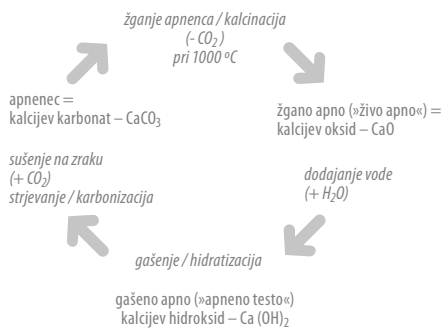 žganje apnenca / kalcinacija
(- CO₂ )
pri 1000 ºC
apnenec =
kalcijev karbonat – CaCO₃
žgano apno (»živo apno«) =
kalcijev oksid – CaO
sušenje na zraku
(+ CO₂)
strjevanje / karbonizacija
dodajanje vode
(+ H₂O)
gašenje / hidratizacija
gašeno apno (»apneno testo«)
kalcijev hidroksid – Ca (OH)₂